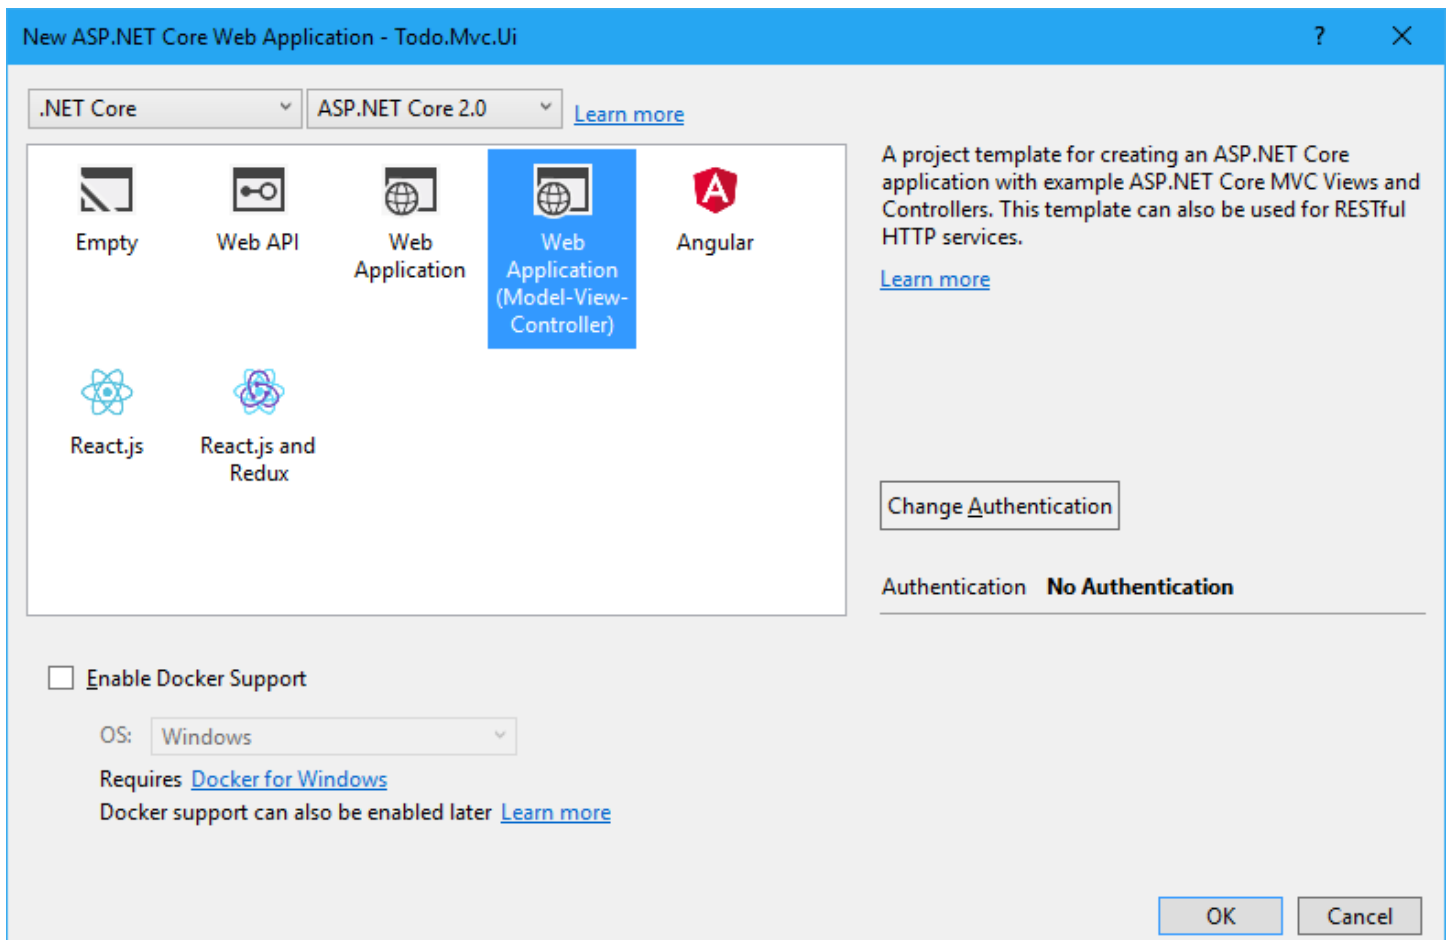 New ASP.NET Core Web Application - Todo.Mvc.Ui
?
.NET Core
ASP.NET Core 2.0
Learn more
Empty
Web API
Web
Application
Web
Application
(Model-View-
Controller)
Angular
React.js
React.js and
Redux
A project template for creating an ASP.NET Core
application with example ASP.NET Core MVC Views and
Controllers. This template can also be used for RESTful
HTTP services.
Learn more
Change Authentication
Authentication No Authentication
Enable Docker Support
OS: Windows
Requires Docker for Windows
Docker support can also be enabled later Learn more
OK
Cancel